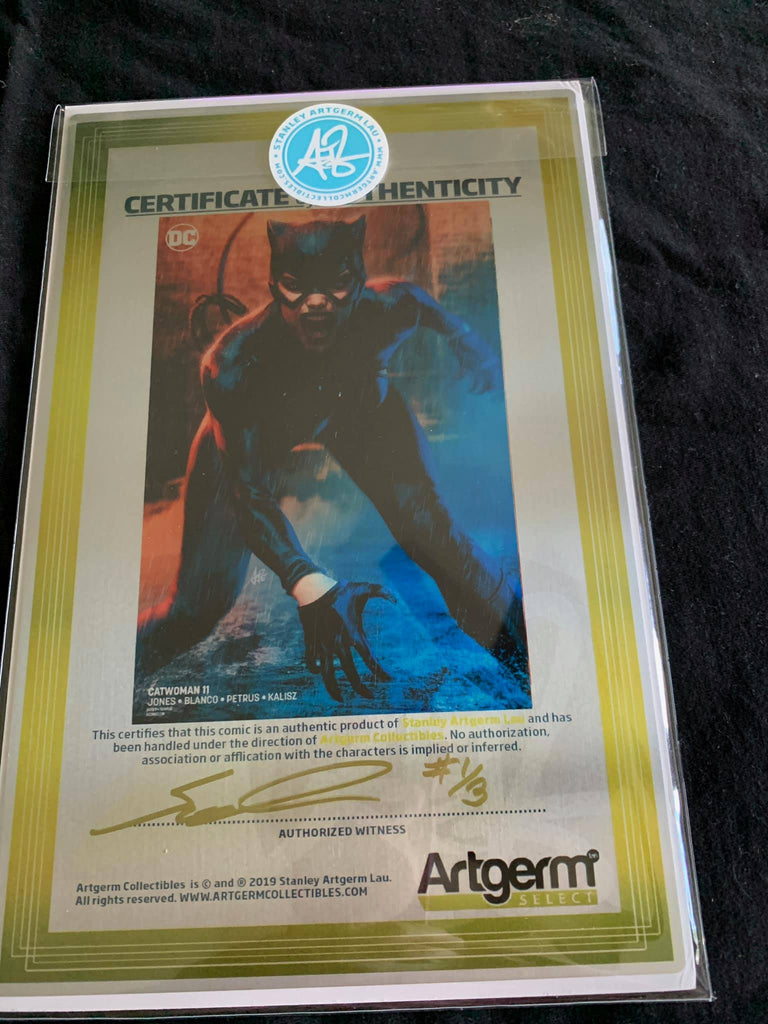 STANLEY ARTGERM LAU
WWW.ARTGERMCOLLECTIBLES.COM
CERTIFICATE AUTHENTICITY
DC
CATWOMAN 11
JONES • BLANCO • PETRUS • KALISZ
This certifies that this comic is an authentic product of Stanley Artgerm Lau and has
been handled under the direction of Artgerm Collectibles. No authorization,
association or affilication with the characters is implied or inferred.
#1/3
AUTHORIZED WITNESS
Artgerm Collectibles is © and ® 2019 Stanley Artgerm Lau.
All rights reserved. WWW.ARTGERMCOLLECTIBLES.COM
Artgerm
SELECT